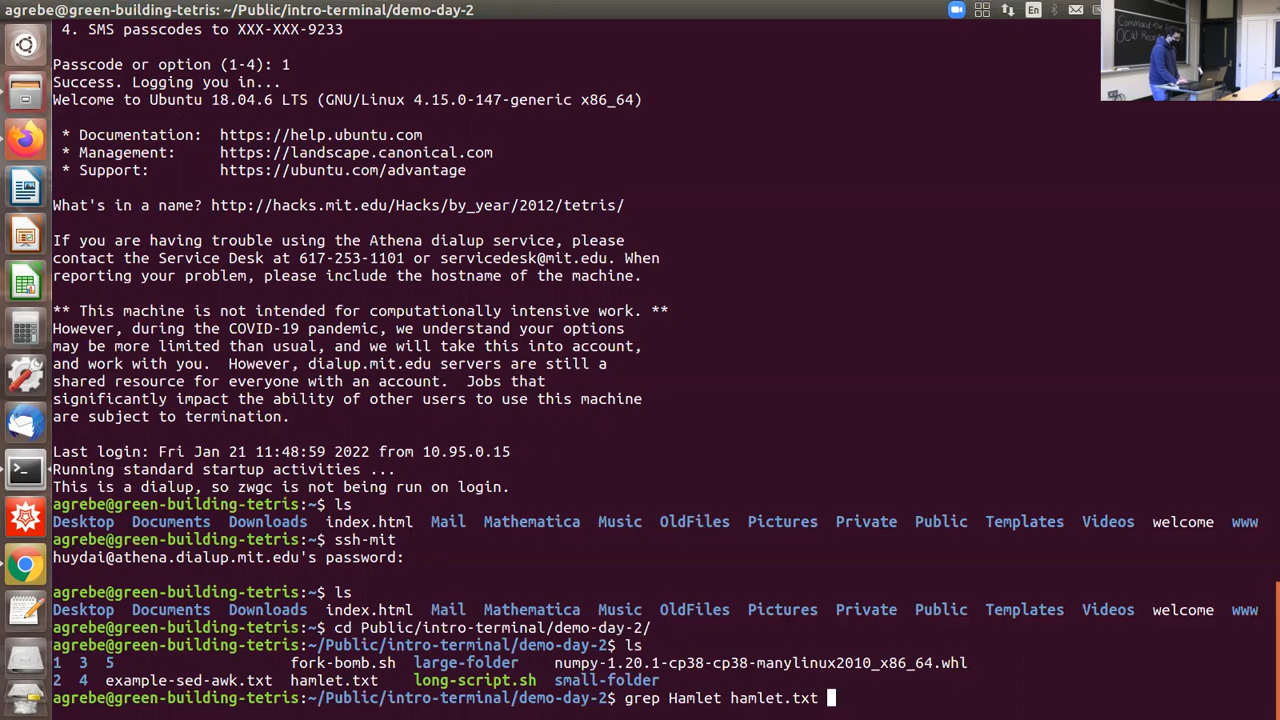 agrebe@green-building-tetris: ~/Public/intro-terminal/demo-day-2
En
4. SMS passcodes to XXX-XXX-9233
Passcode or option (1-4): 1
Success. Logging you in...
Welcome to Ubuntu 18.04.6 LTS (GNU/Linux 4.15.0-147-generic x86_64)
* Documentation:  https://help.ubuntu.com
* Management:     https://landscape.canonical.com
* Support:        https://ubuntu.com/advantage
What's in a name? http://hacks.mit.edu/Hacks/by_year/2012/tetris/
If you are having trouble using the Athena dialup service, please
contact the Service Desk at 617-253-1101 or servicedesk@mit.edu. When
reporting your problem, please include the hostname of the machine.
** This machine is not intended for computationally intensive work. **
However, during the COVID-19 pandemic, we understand your options
may be more limited than usual, and we will take this into account,
and work with you.  However, dialup.mit.edu servers are still a
shared resource for everyone with an account.  Jobs that
significantly impact the ability of other users to use this machine
are subject to termination.
Last login: Fri Jan 21 11:48:59 2022 from 10.95.0.15
Running standard startup activities ...
This is a dialup, so zwgc is not being run on login.
agrebe@green-building-tetris:~$ ls
Desktop  Documents  Downloads  index.html  Mail  Mathematica  Music  OldFiles  Pictures  Private  Public  Templates  Videos  welcome  www
agrebe@green-building-tetris:~$ ssh-mit
huydai@athena.dialup.mit.edu's password:
agrebe@green-building-tetris:~$ ls
Desktop  Documents  Downloads  index.html  Mail  Mathematica  Music  OldFiles  Pictures  Private  Public  Templates  Videos  welcome  www
agrebe@green-building-tetris:~$ cd Public/intro-terminal/demo-day-2/
agrebe@green-building-tetris:~/Public/intro-terminal/demo-day-2$ ls
1  3  5                    fork-bomb.sh  large-folder    numpy-1.20.1-cp38-cp38-manylinux2010_x86_64.whl
2  4  example-sed-awk.txt  hamlet.txt    long-script.sh  small-folder
agrebe@green-building-tetris:~/Public/intro-terminal/demo-day-2$ grep Hamlet hamlet.txt